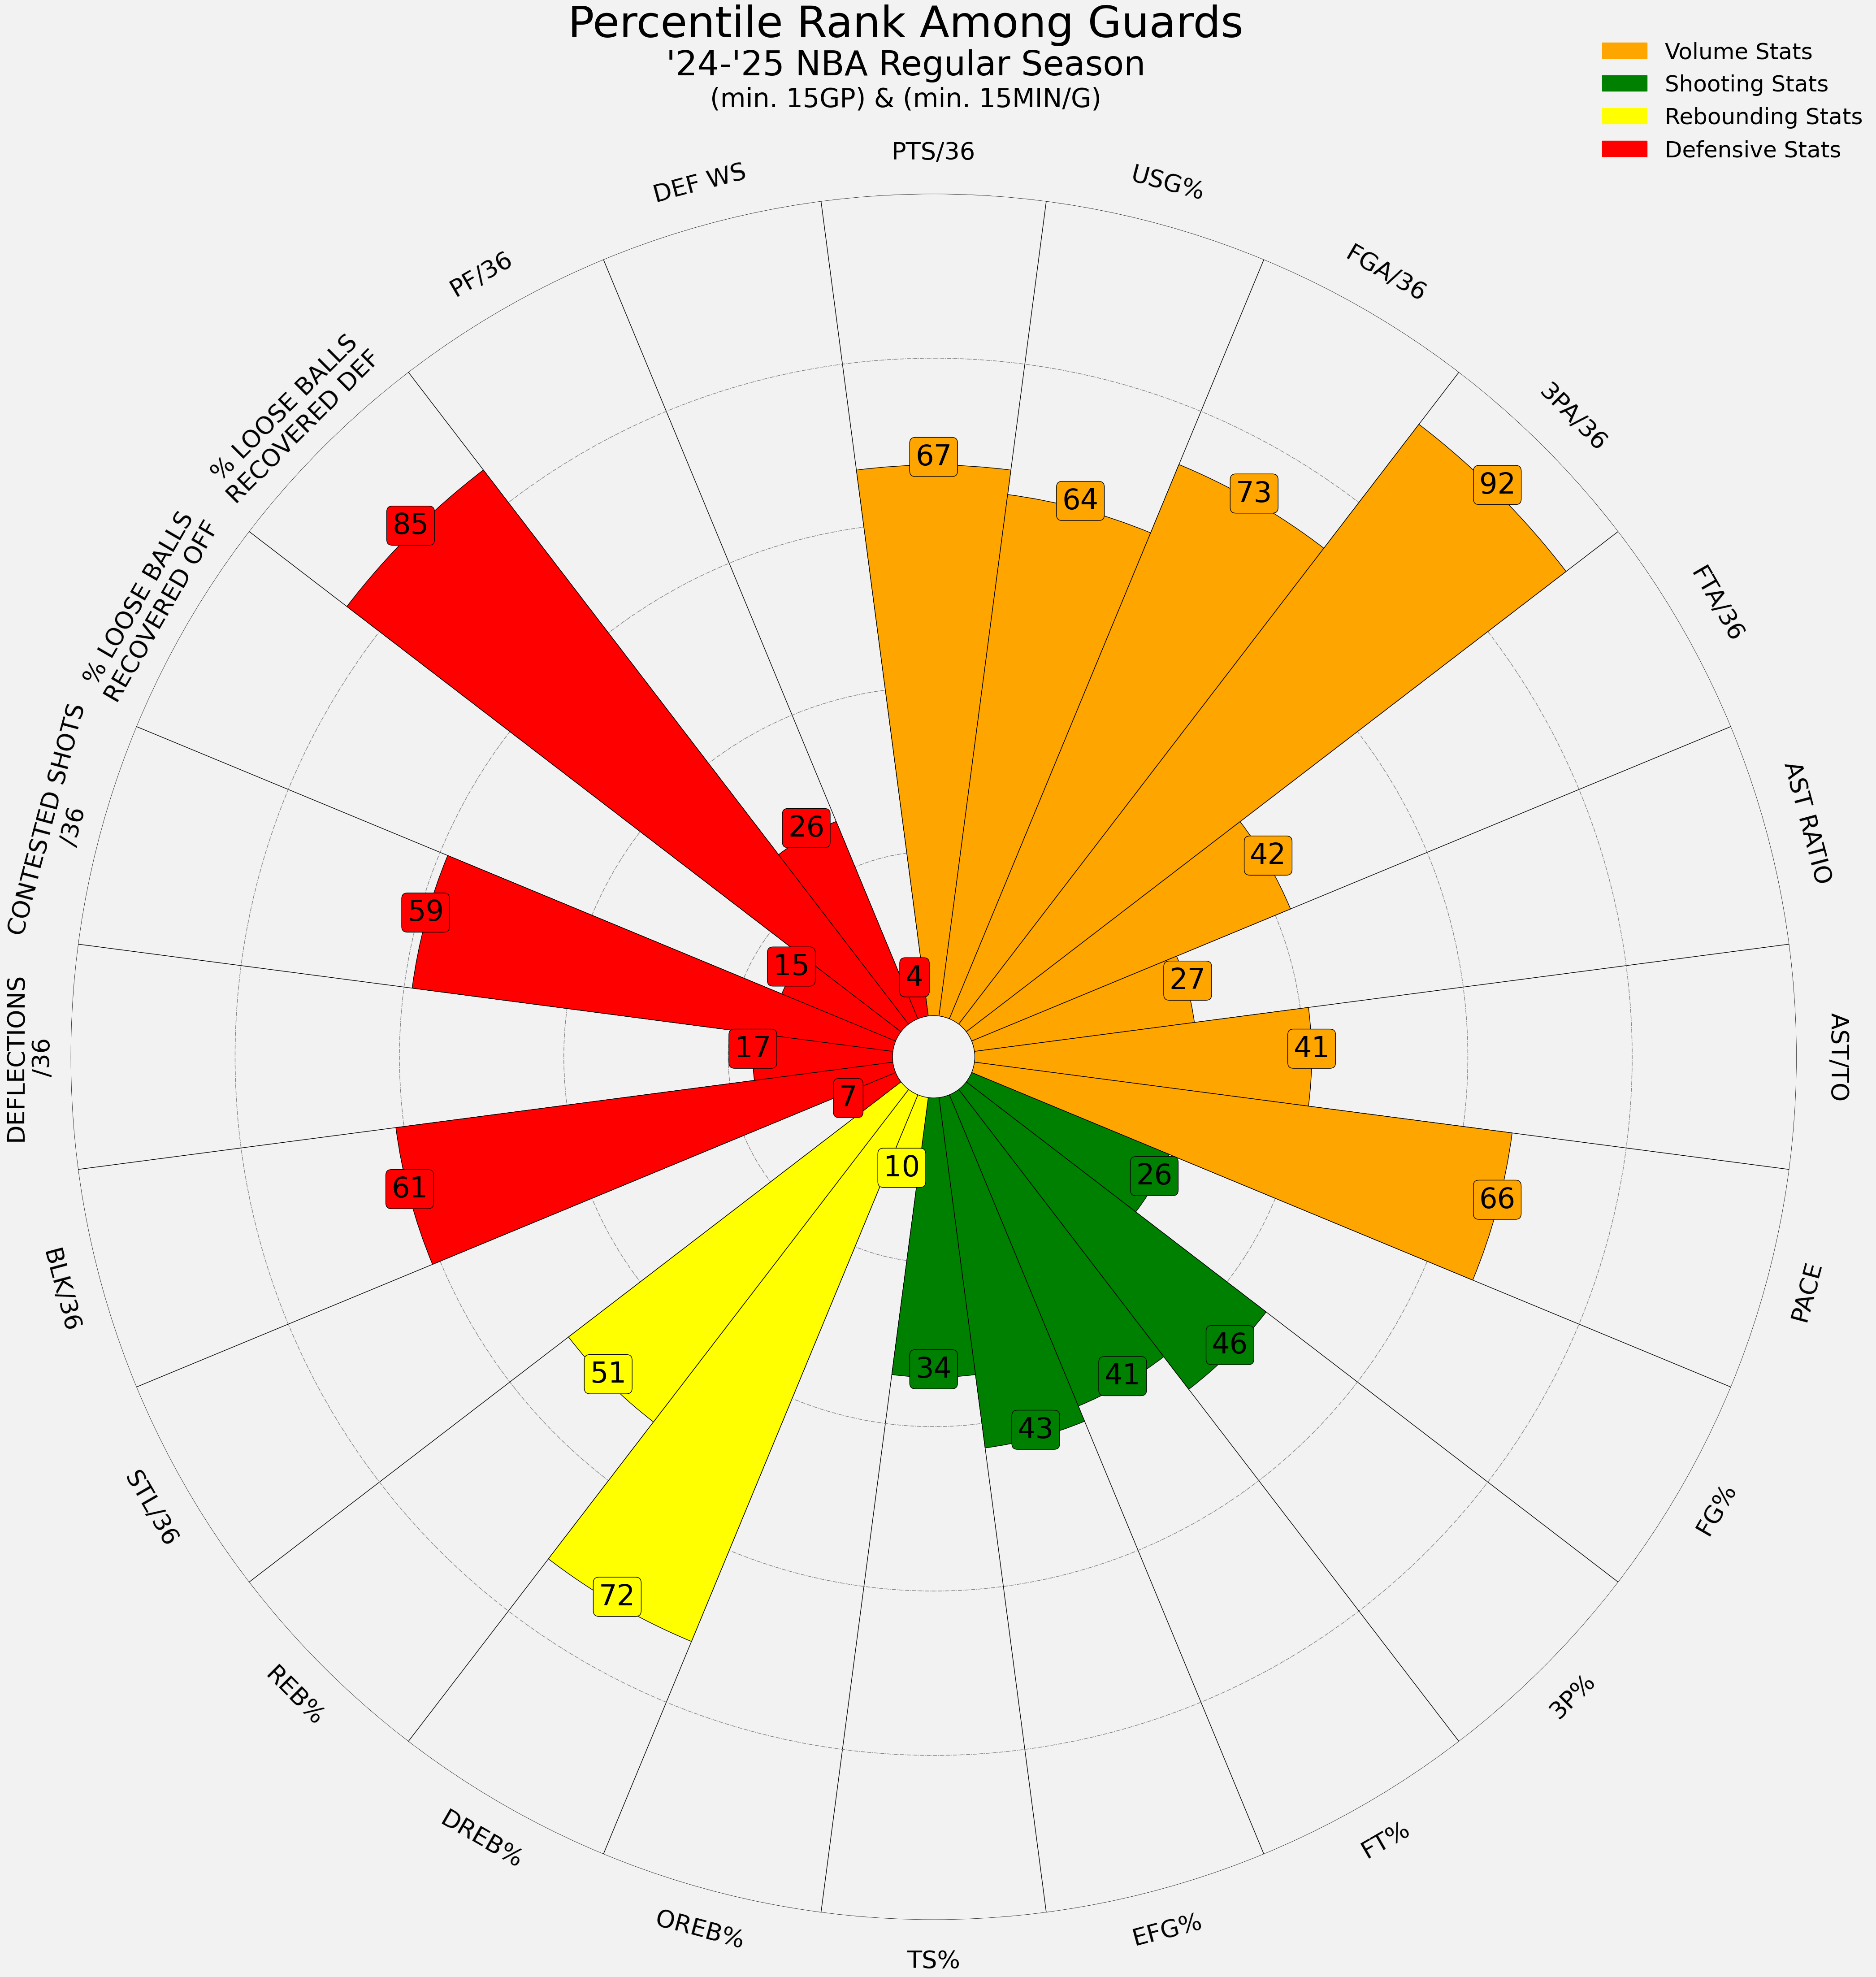 Percentile Rank Among Guards
'24-'25 NBA Regular Season
(min. 15GP) & (min. 15MIN/G)
Volume Stats
Shooting Stats
Rebounding Stats
Defensive Stats
PTS/36
USG%
FGA/36
3PA/36
FTA/36
AST RATIO
AST/TO
PACE
FG%
3P%
FT%
EFG%
TS%
OREB%
DREB%
REB%
STL/36
BLK/36
DEFLECTIONS
/36
CONTESTED SHOTS
/36
% LOOSE BALLS
RECOVERED OFF
% LOOSE BALLS
RECOVERED DEF
PF/36
DEF WS
67
64
73
92
42
27
41
66
26
46
41
43
34
10
72
51
7
61
17
59
15
85
26
4